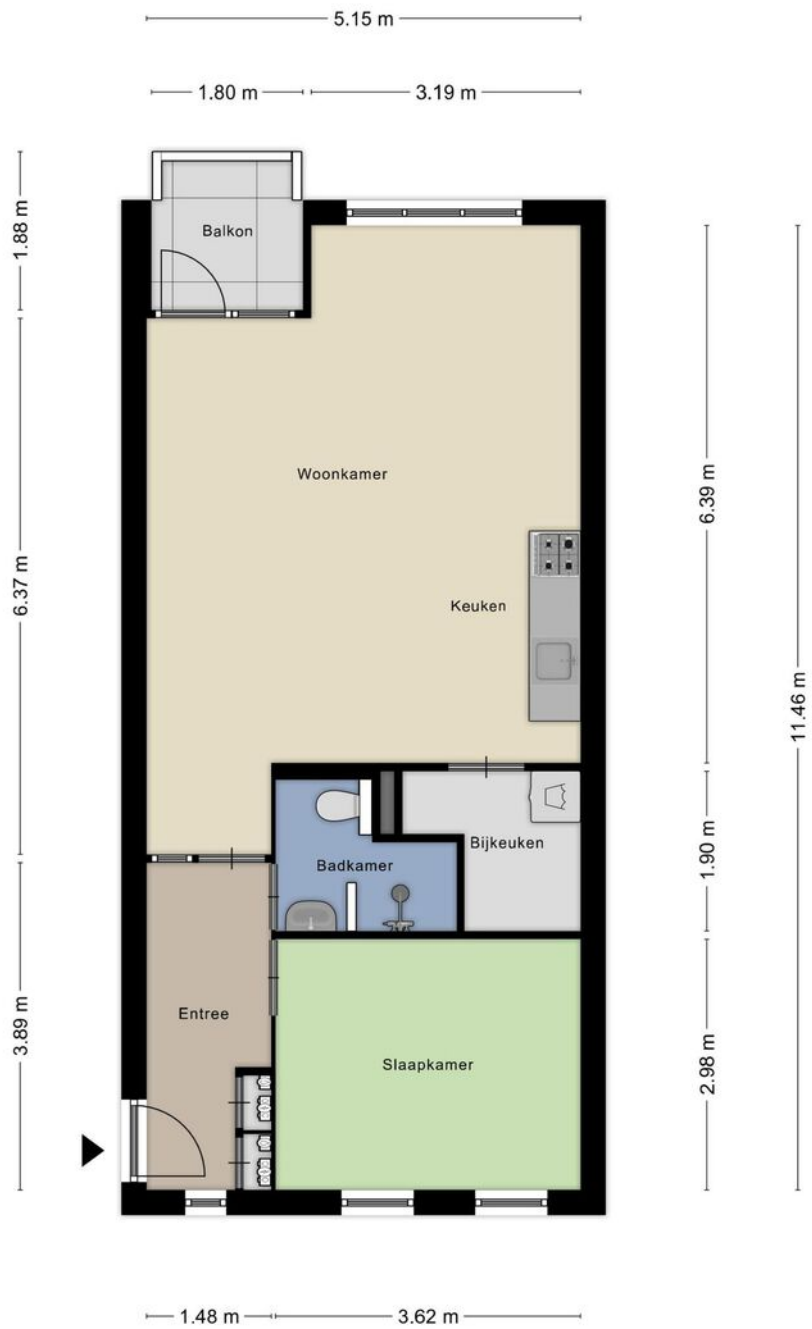 5.15 m
1.80 m
3.19 m
1.88 m
Balkon
6.37 m
Woonkamer
6.39 m
Keuken
11.46 m
Bijkeuken
Badkamer
1.90 m
3.89 m
Entree
Slaapkamer
2.98 m
1.48 m
3.62 m